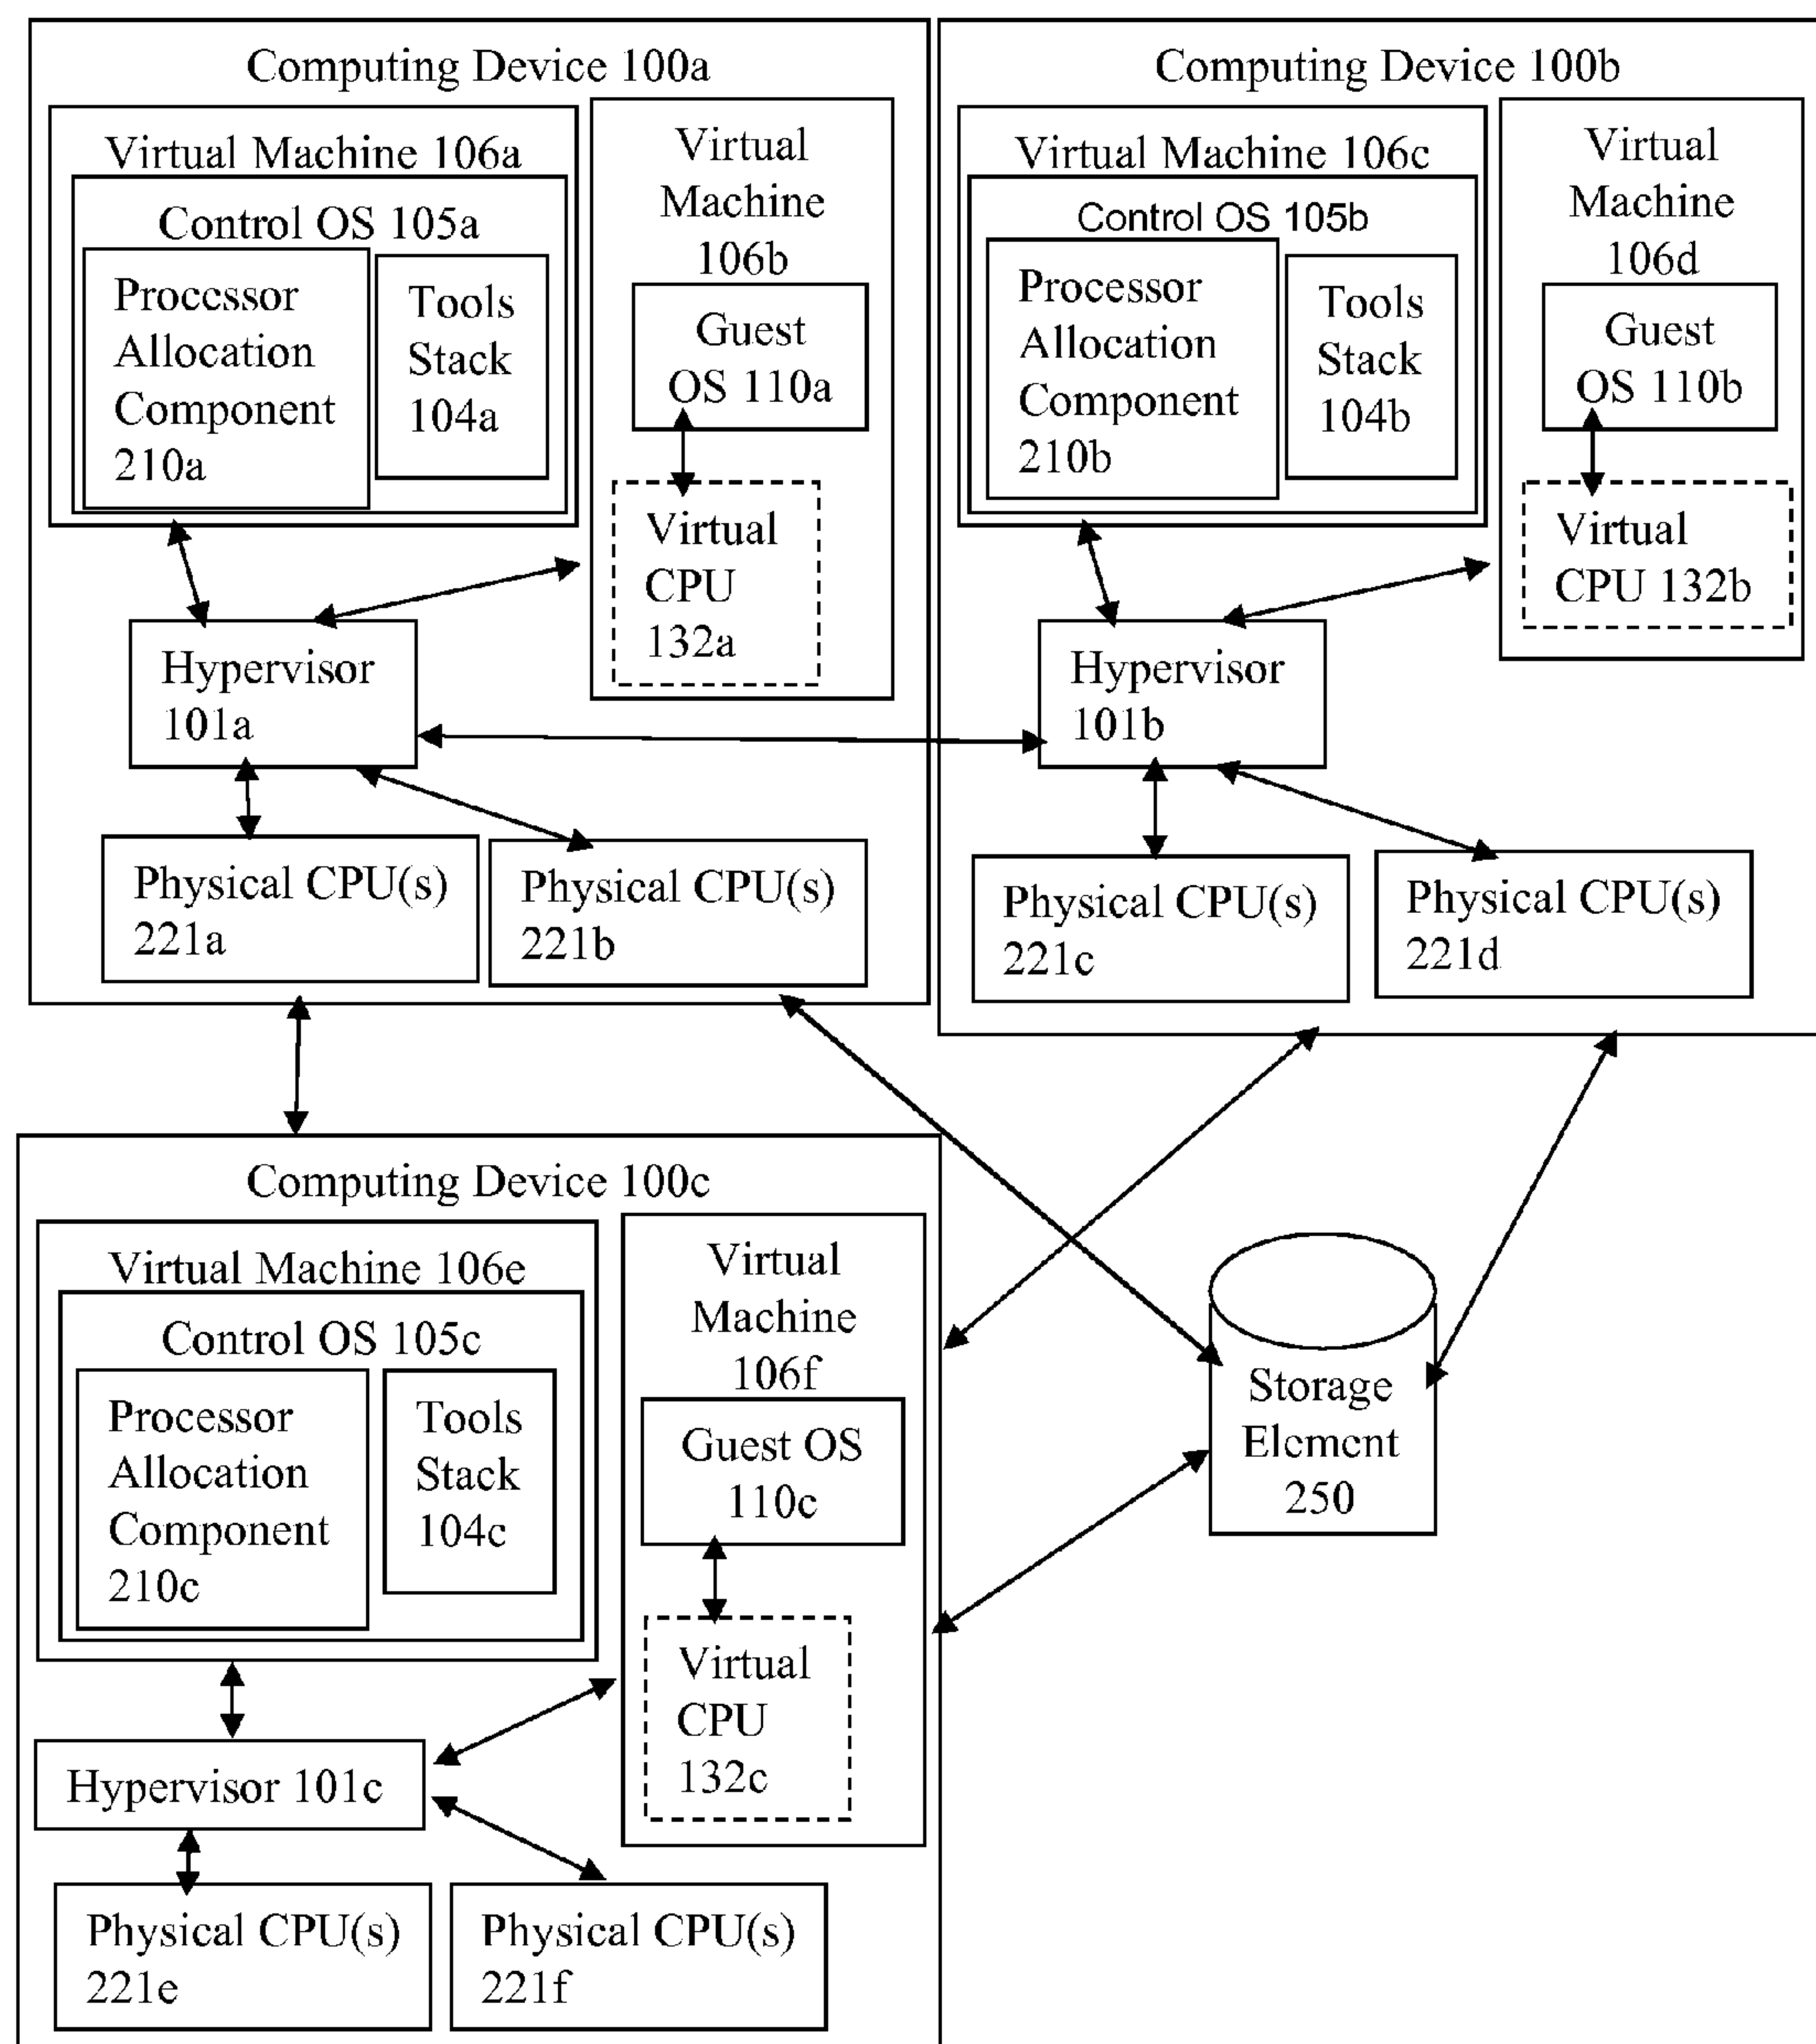 Computing Device 100a
Virtual Machine 106a
Control OS 105a
Processor
Allocation
Component
210a
Tools
Stack
104a
Virtual
Machine
106b
Guest
OS 110a
Virtual
CPU
132a
Hypervisor
101a
Physical CPU(s)
221a
Physical CPU(s)
221b
Computing Device 100b
Virtual Machine 106c
Control OS 105b
Processor
Allocation
Component
210b
Tools
Stack
104b
Virtual
Machine
106d
Guest
OS 110b
Virtual
CPU 132b
Hypervisor
101b
Physical CPU(s)
221c
Physical CPU(s)
221d
Computing Device 100c
Virtual Machine 106e
Control OS 105c
Processor
Allocation
Component
210c
Tools
Stack
104c
Virtual
Machine
106f
Guest OS
110c
Virtual
CPU
132c
Hypervisor 101c
Physical CPU(s)
221e
Physical CPU(s)
221f
Storage
Element
250